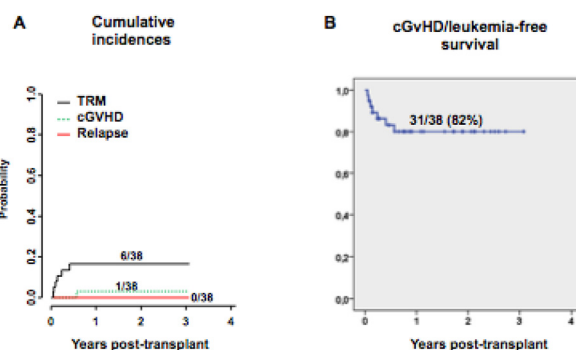 A
Cumulative
incidences
Probability
1.0
0.8
0.6
0.4
0.2
0.0
TRM
cGVHD
Relapse
6/38
1/38
0/38
0 1 2 3 4
Years post-transplant
B
cGvHD/leukemia-free
survival
1,0
0,8
0,6
0,4
0,2
0,0
31/38 (82%)
0 1 2 3 4
Years post-transplant